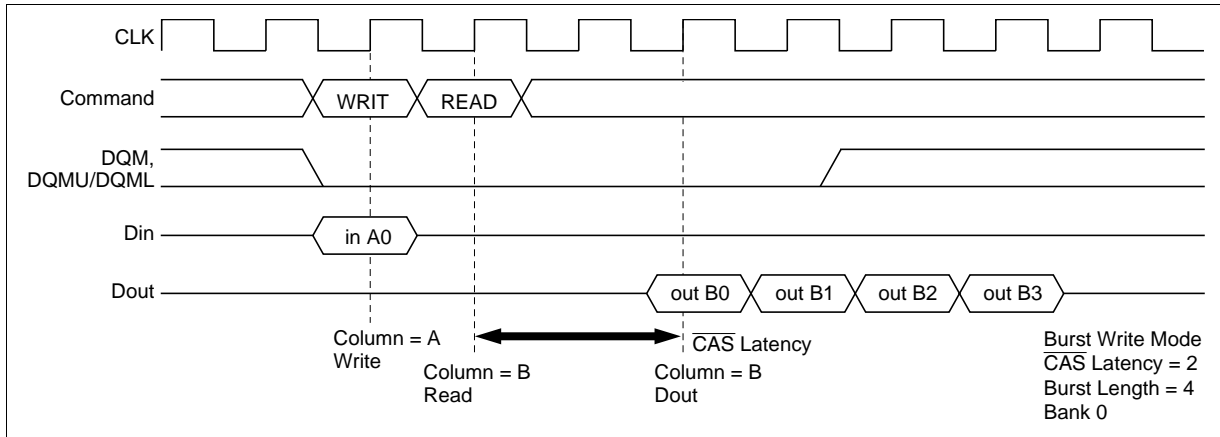 CLK
Command WRIT READ
DQM,
DQMU/DQML
Din in A0
Dout out B0 out B1 out B2 out B3
Column = A
Write
Column = B
Read
CAS Latency
Column = B
Dout
Burst Write Mode
CAS Latency = 2
Burst Length = 4
Bank 0